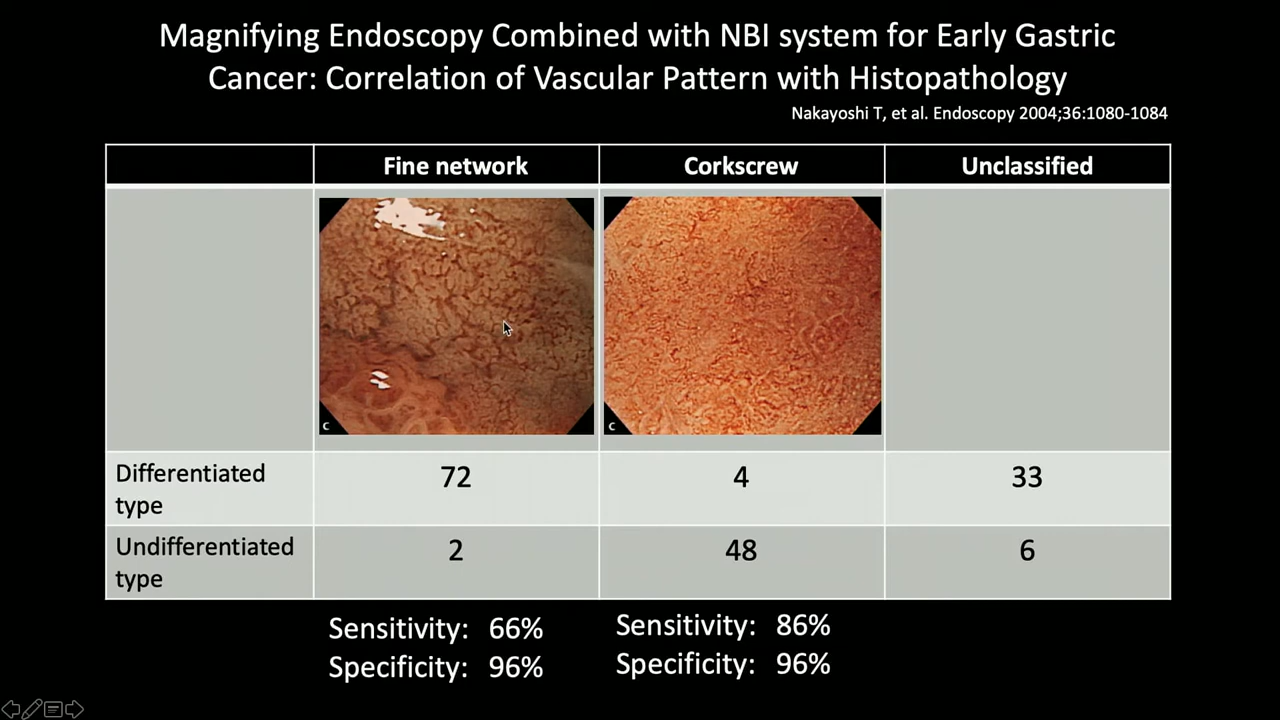 Magnifying Endoscopy Combined with NBI system for Early Gastric
Cancer: Correlation of Vascular Pattern with Histopathology
Nakayoshi T, et al. Endoscopy 2004;36:1080-1084
Fine network Corkscrew Unclassified
C C
Differentiated
type
72 4 33
Undifferentiated
type
2 48 6
Sensitivity: 66%
Specificity: 96%
Sensitivity: 86%
Specificity: 96%